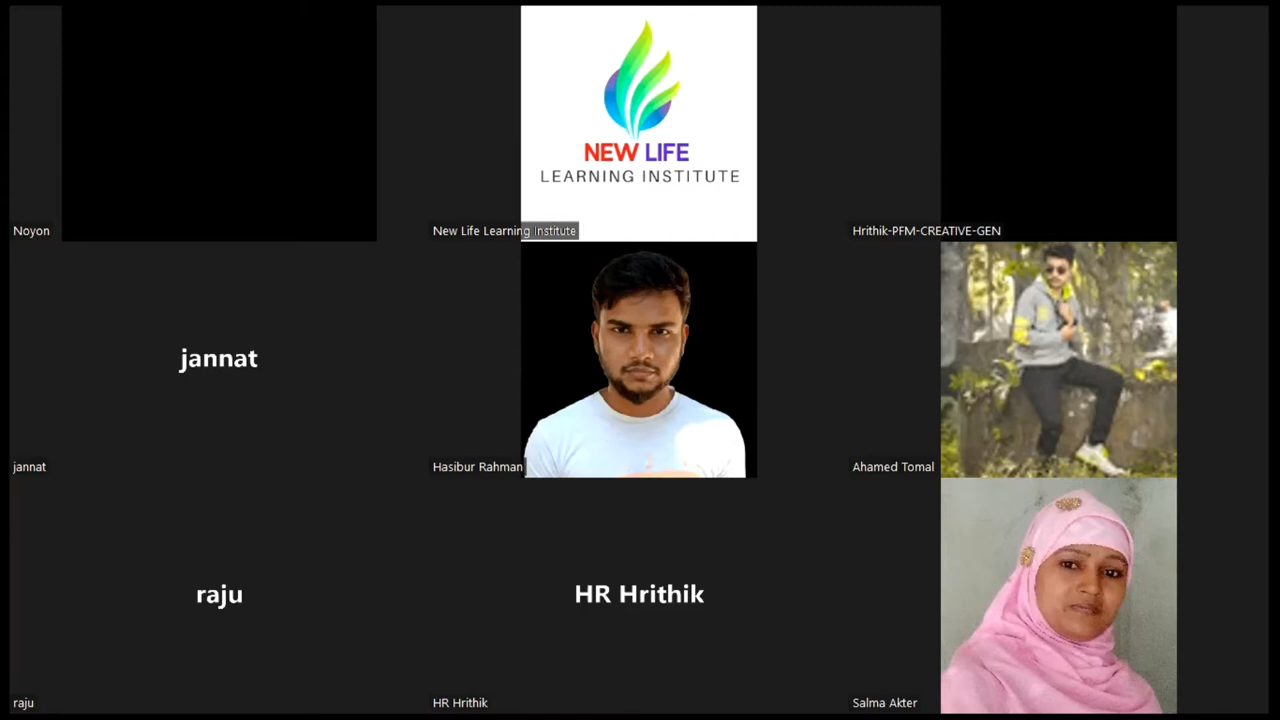 NEW LIFE
LEARNING INSTITUTE
Noyon
New Life Learning Institute
Hrithik-PFM-CREATIVE-GEN
jannat
jannat
Hasibur Rahman
Ahamed Tomal
raju
HR Hrithik
raju
HR Hrithik
Salma Akter